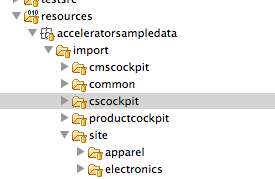 resources
acceleratorsampledata
import
cmscockpit
common
cscockpit
productcockpit
site
apparel
electronics